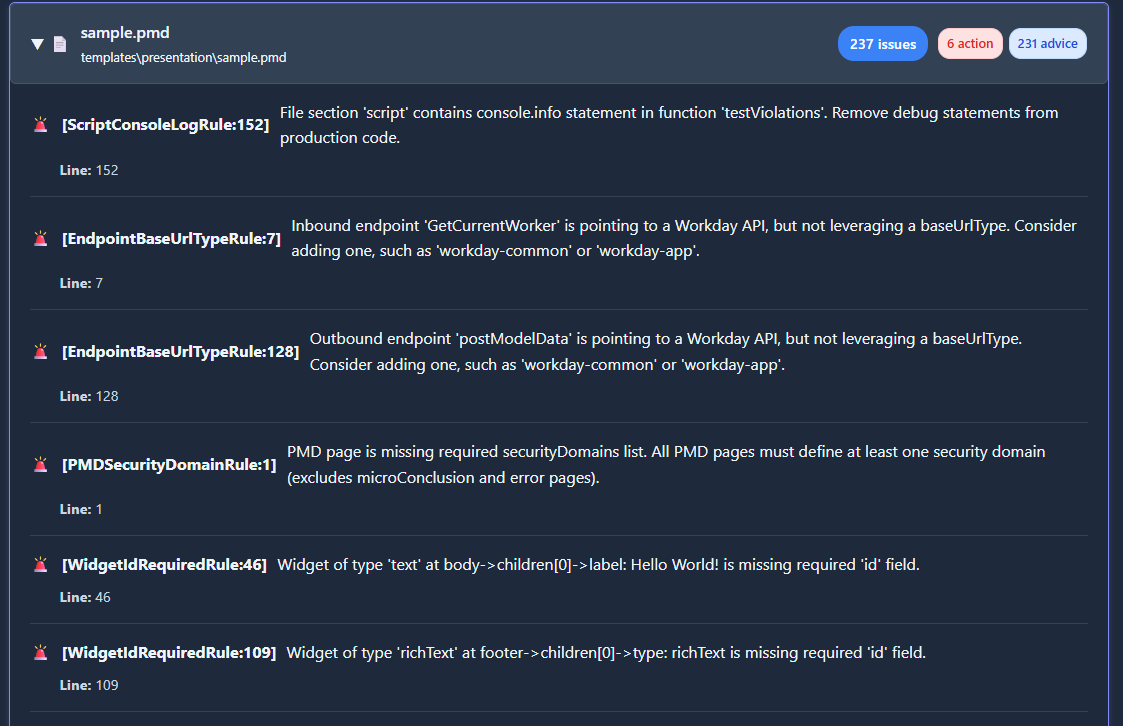 sample.pmd
templates\presentation\sample.pmd
237 issues
6 action
231 advice
[ScriptConsoleLogRule:152]
File section 'script' contains console.info statement in function 'testViolations'. Remove debug statements from
production code.
Line: 152
[EndpointBaseUrlTypeRule:7]
Inbound endpoint 'GetCurrentWorker' is pointing to a Workday API, but not leveraging a baseUrlType. Consider
adding one, such as 'workday-common' or 'workday-app'.
Line: 7
[EndpointBaseUrlTypeRule:128]
Outbound endpoint 'postModelData' is pointing to a Workday API, but not leveraging a baseUrlType.
Consider adding one, such as 'workday-common' or 'workday-app'.
Line: 128
[PMDSecurityDomainRule:1]
PMD page is missing required securityDomains list. All PMD pages must define at least one security domain
(excludes microConclusion and error pages).
Line: 1
[WidgetIdRequiredRule:46] Widget of type 'text' at body->children[0]->label: Hello World! is missing required 'id' field.
Line: 46
[WidgetIdRequiredRule:109] Widget of type 'richText' at footer->children[0]->type: richText is missing required 'id' field.
Line: 109